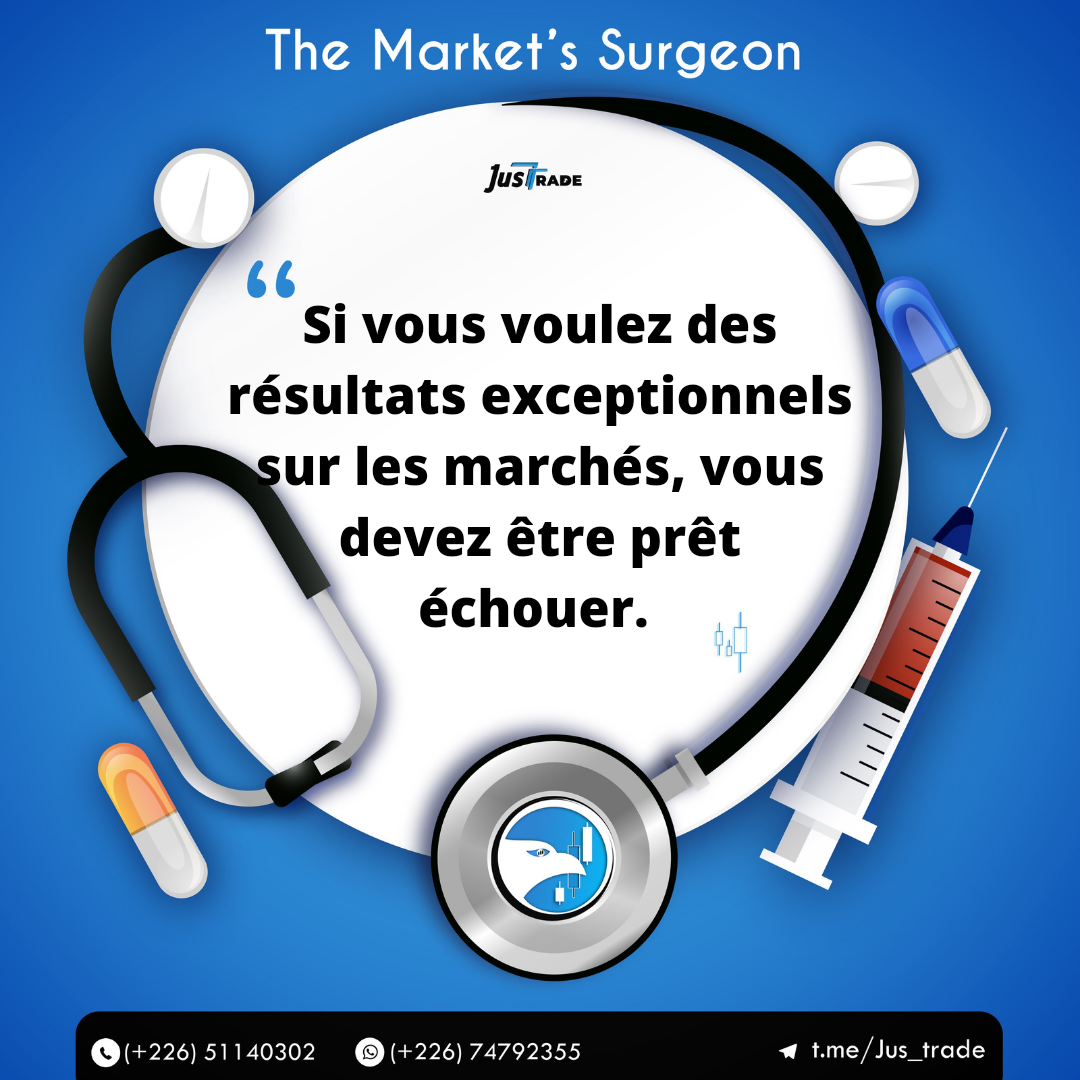 The Market's Surgeon
JusTrade
“
Si vous voulez des
résultats exceptionnels
sur les marchés, vous
devez être prêt
échouer.
(+226) 51140302
(+226) 74792355
t.me/Jus_trade